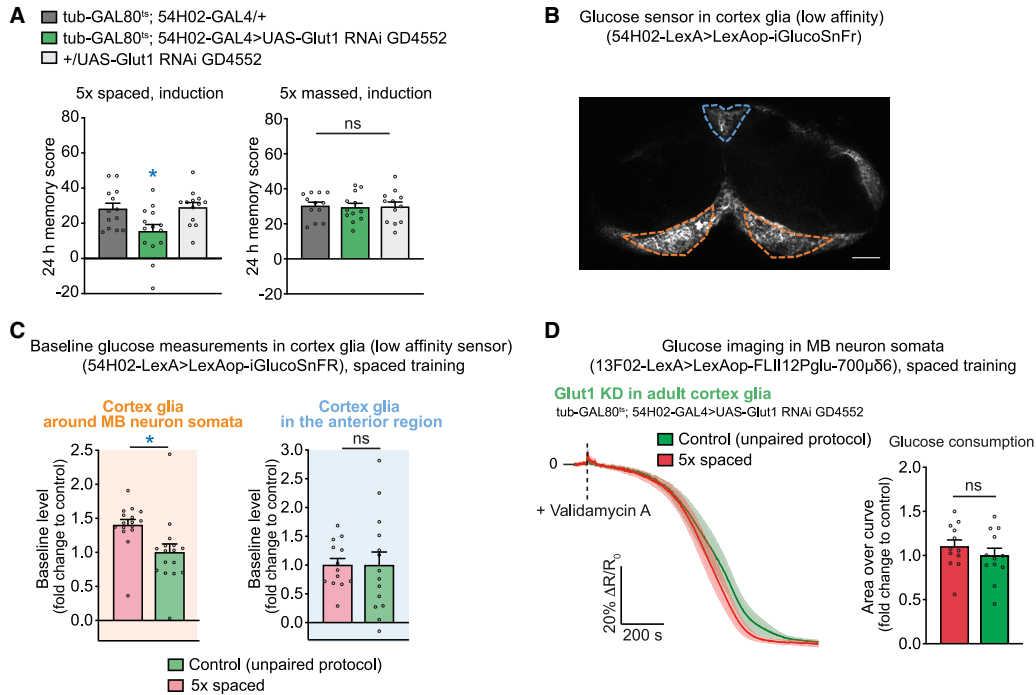 A
tub-GAL80ts; 54H02-GAL4/+
tub-GAL80ts; 54H02-GAL4>UAS-Glut1 RNAi GD4552
+/UAS-Glut1 RNAi GD4552
5x spaced, induction
24 h memory score
80
60
40
20
0
-20
*
5x massed, induction
24 h memory score
80
60
40
20
0
-20
ns
B
Glucose sensor in cortex glia (low affinity)
(54H02-LexA>LexAop-iGlucoSnFr)
C
Baseline glucose measurements in cortex glia (low affinity sensor)
(54H02-LexA>LexAop-iGlucoSnFR), spaced training
Cortex glia
around MB neuron somata
*
Baseline level
(fold change to control)
2.5
2.0
1.5
1.0
0.5
0.0
Cortex glia
in the anterior region
ns
Baseline level
(fold change to control)
3.0
2.5
2.0
1.5
1.0
0.5
0.0
Control (unpaired protocol)
5x spaced
D
Glucose imaging in MB neuron somata
(13F02-LexA>LexAop-FLII12Pglu-700μδ6), spaced training
Glut1 KD in adult cortex glia
tub-GAL80ts; 54H02-GAL4>UAS-Glut1 RNAi GD4552
Control (unpaired protocol)
5x spaced
0
+ Validamycin A
20% ΔR/R0
200 s
Glucose consumption
ns
Area over curve
(fold change to control)
2.0
1.5
1.0
0.5
0.0